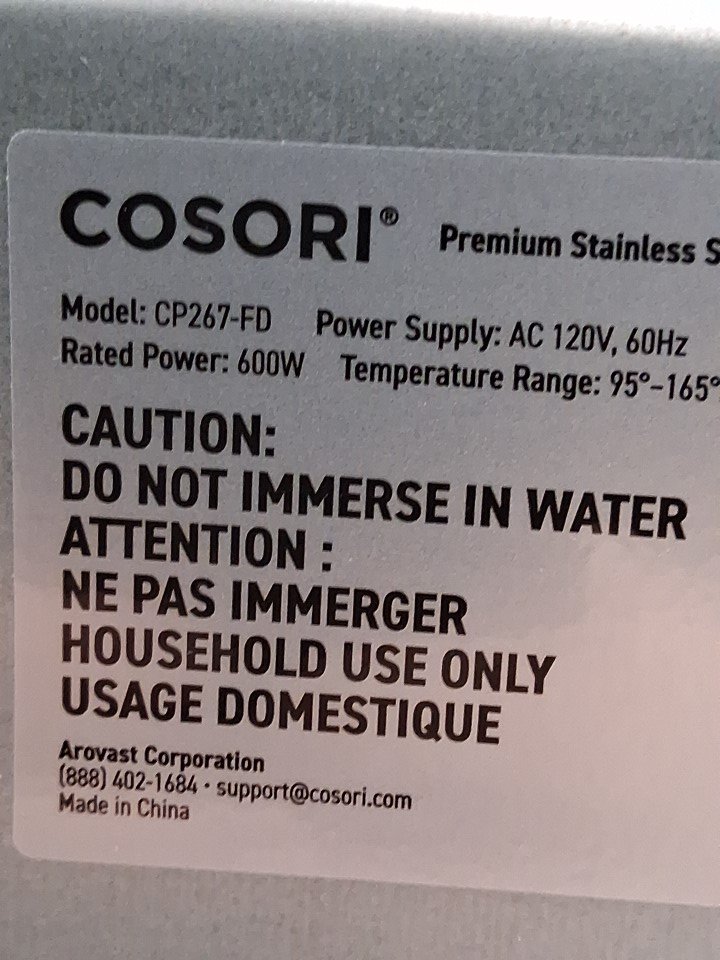 COSORI® Premium Stainless S
Model: CP267-FD Power Supply: AC 120V, 60Hz
Rated Power: 600W Temperature Range: 95°-165°
CAUTION:
DO NOT IMMERSE IN WATER
ATTENTION :
NE PAS IMMERGER
HOUSEHOLD USE ONLY
USAGE DOMESTIQUE
Arovast Corporation
(888) 402-1684 · support@cosori.com
Made in China